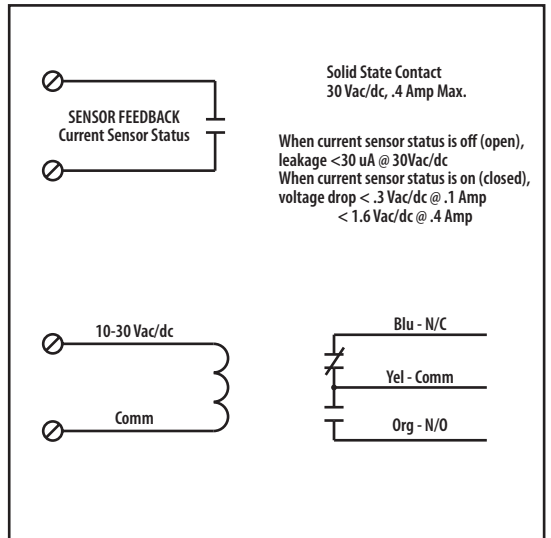 SENSOR FEEDBACK
Current Sensor Status
Solid State Contact
30 Vac/dc, .4 Amp Max.
When current sensor status is off (open),
leakage <30 uA @ 30Vac/dc
When current sensor status is on (closed),
voltage drop < .3 Vac/dc @ .1 Amp
< 1.6 Vac/dc @ .4 Amp
10-30 Vac/dc
Comm
Blu - N/C
Yel - Comm
Org - N/O